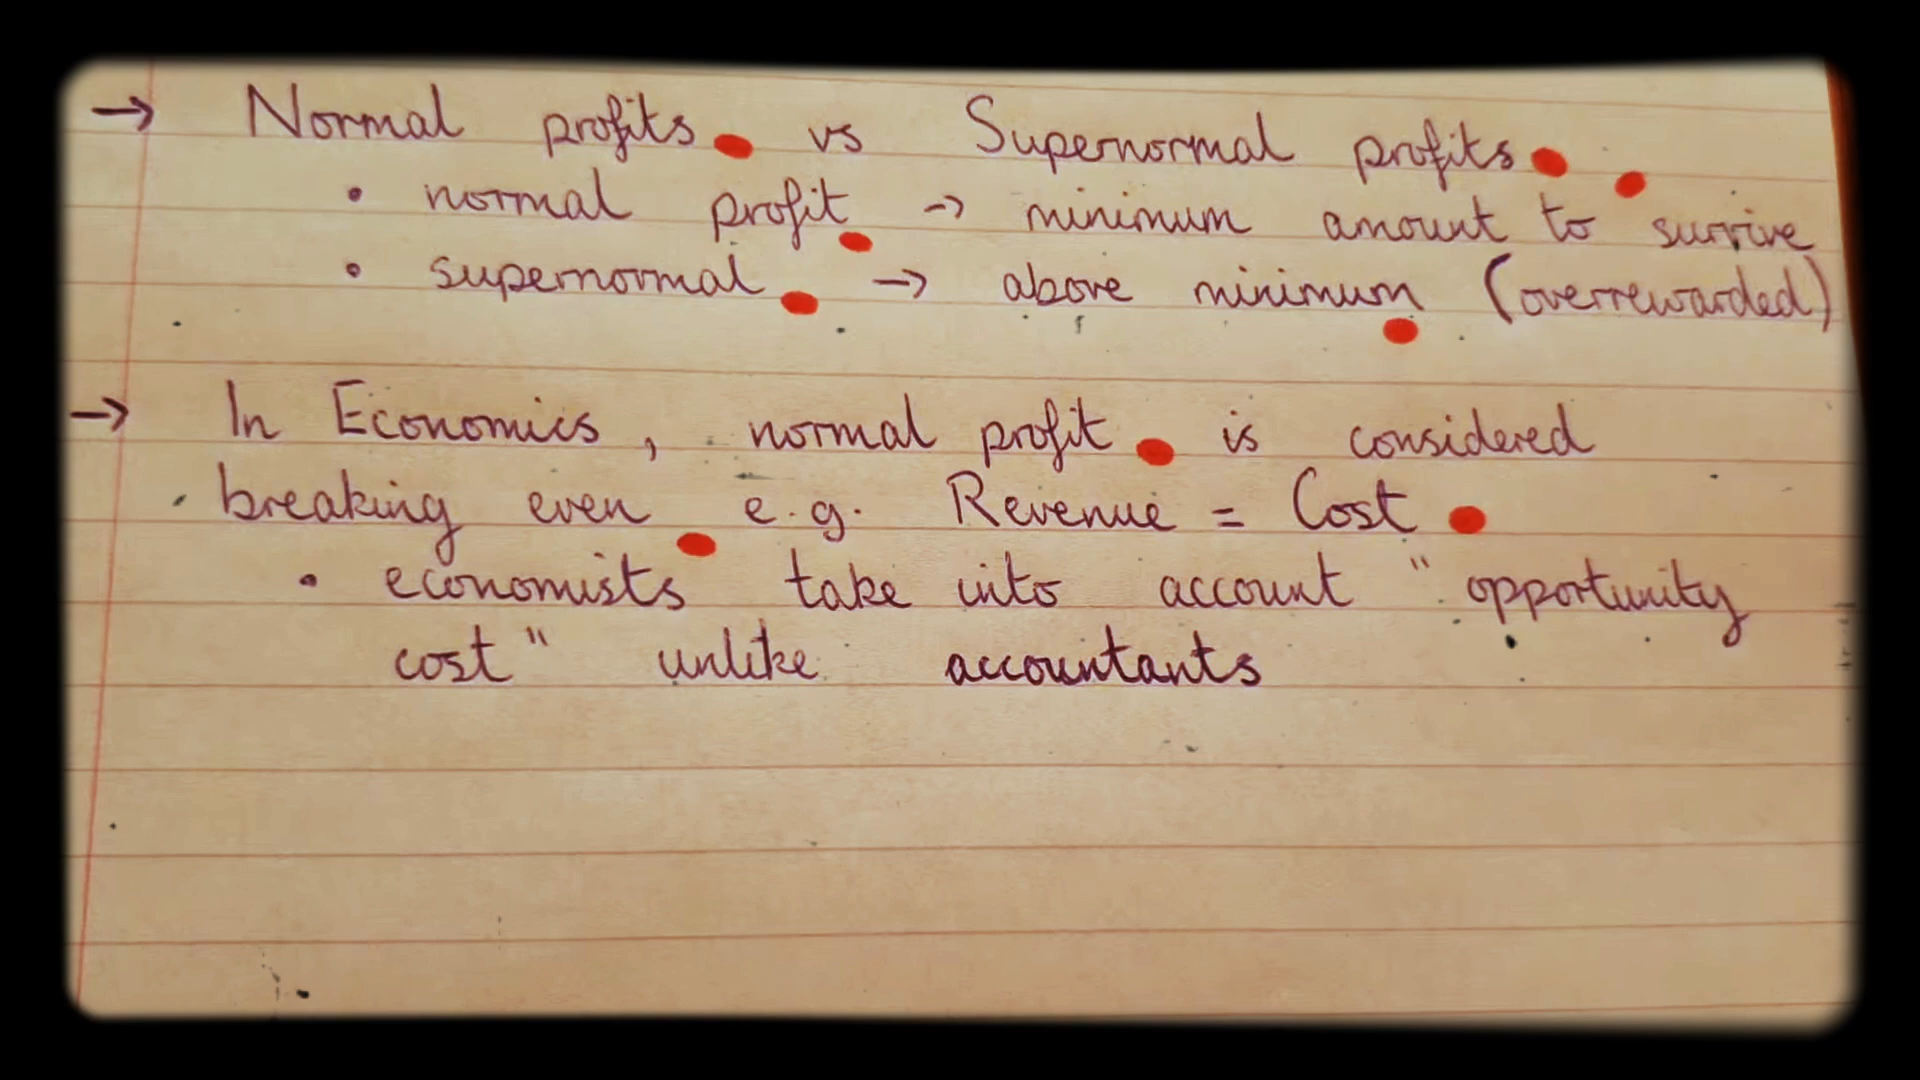 → Normal profits vs Supernormal profits
• normal profit → minimum amount to survive
• supernormal → above minimum (overrewarded)
→ In Economics, normal profit is considered
breaking even e.g. Revenue = Cost
• economists take into account "opportunity
cost" unlike accountants